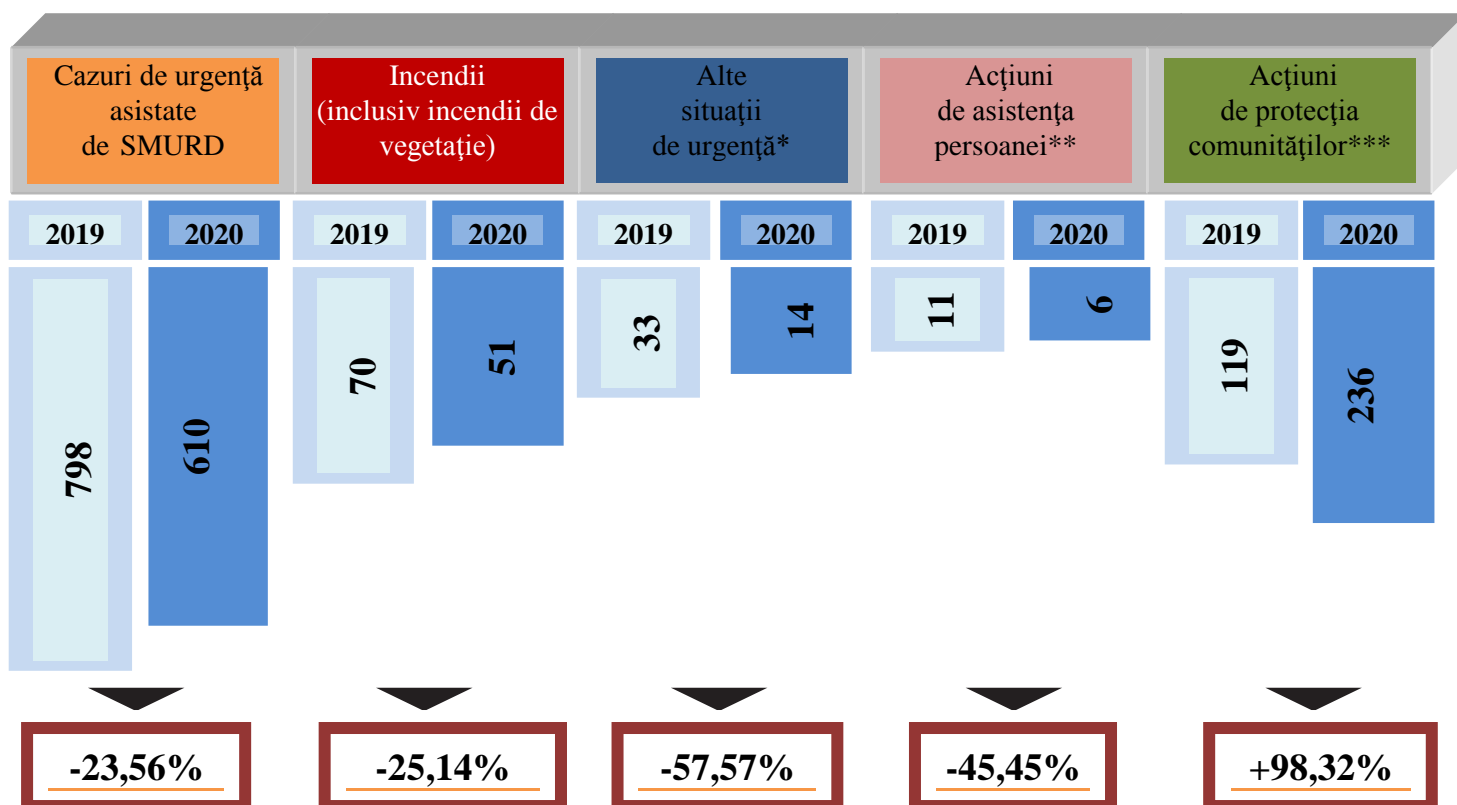 Cazuri de urgenţă
asistate
de SMURD
Incendii
(inclusiv incendii de
vegetaţie)
Alte
situaţii
de urgenţă*
Acţiuni
de asistenţa
persoanei**
Acţiuni
de protecţia
comunităţilor***
2019
2020
2019
2020
2019
2020
2019
2020
2019
2020
798
610
70
51
33
14
11
6
119
236
-23,56%
-25,14%
-57,57%
-45,45%
+98,32%